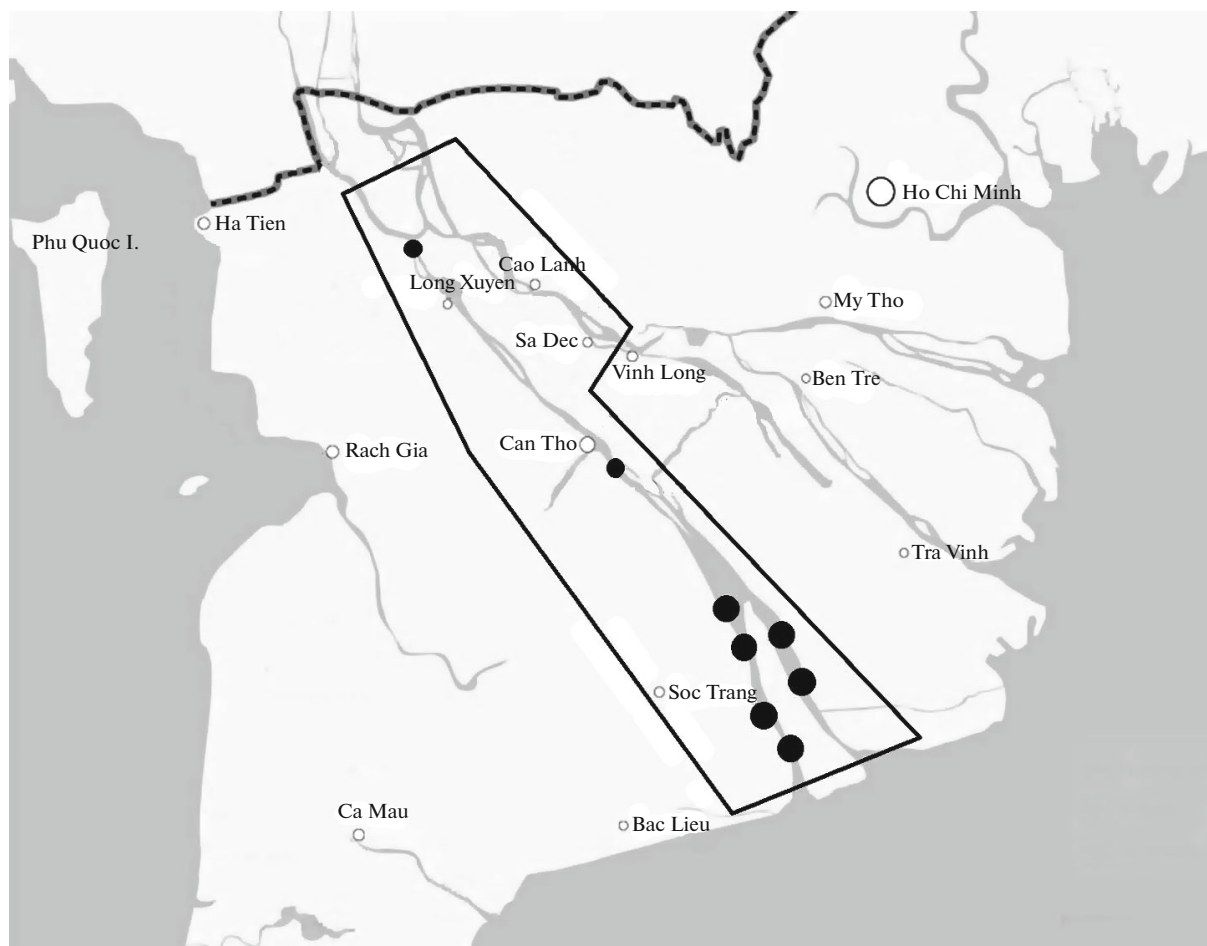 Ho Chi Minh
Ha Tien
Phu Quoc I.
Cao Lanh
Long Xuyen
My Tho
Sa Dec
Vinh Long
Ben Tre
Can Tho
Rach Gia
Tra Vinh
Soc Trang
Ca Mau
Bac Lieu